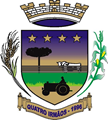 QUATRO IRMÃOS - 1996